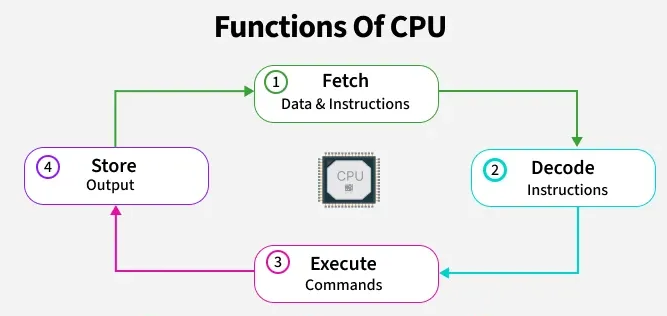 Functions Of CPU
1
Fetch
Data & Instructions
2
Decode
Instructions
3
Execute
Commands
4
Store
Output
CPU